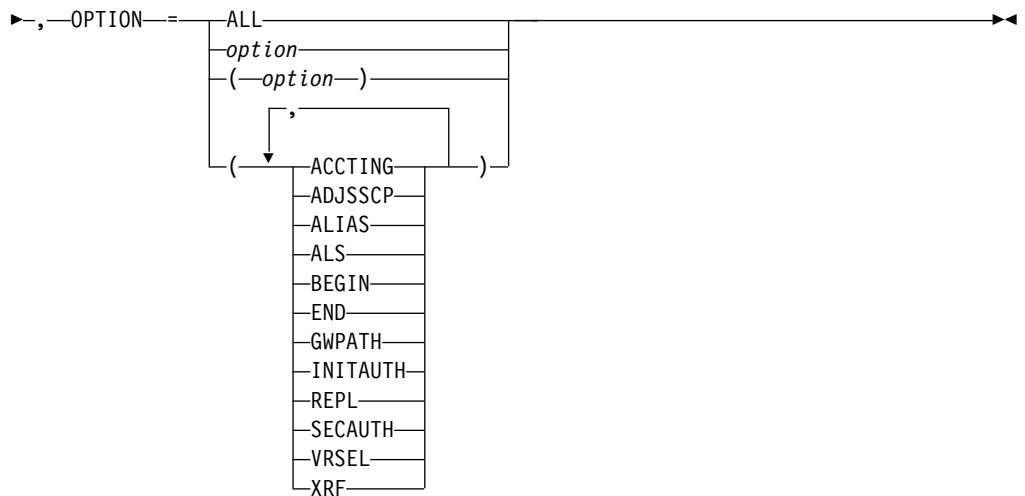 , OPTION = ALL
option
( option )
,
( ACCTING )
ADJSSCP
ALIAS
ALS
BEGIN
END
GWPATH
INITAUTH
REPL
SECAUTH
VRSEL
XRF